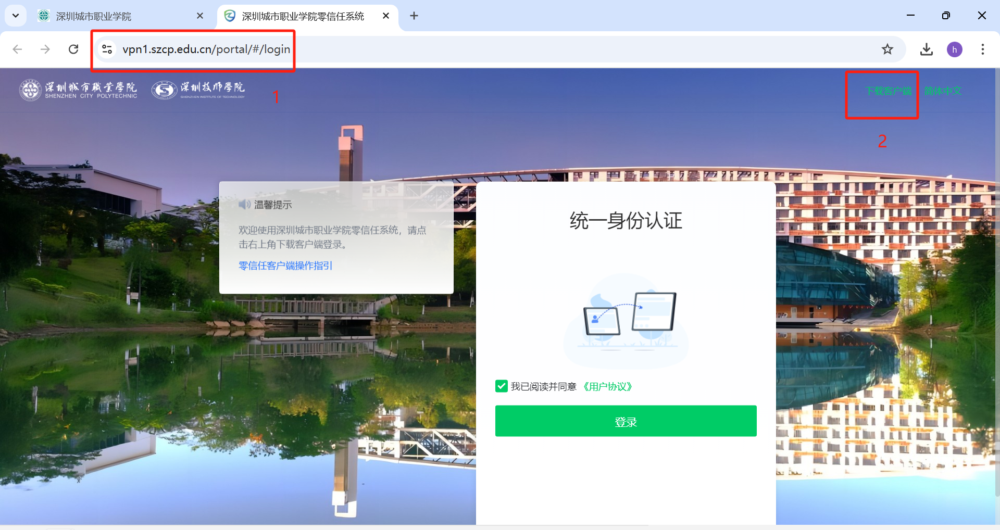 深圳城市职业学院
深圳城市职业学院零信任系统
vpn1.szcp.edu.cn/portal/#/login
h
深圳城市職業學院
SHENZHEN CITY POLYTECHNIC
深圳技师學院
SHENZHEN INSTITUTE OF TECHNOLOGY
1
下载客户端
简体中文
2
温馨提示
欢迎使用深圳城市职业学院零信任系统，请点
击右上角下载客户端登录。
零信任客户端操作指引
统一身份认证
我已阅读并同意 《用户协议》
登录